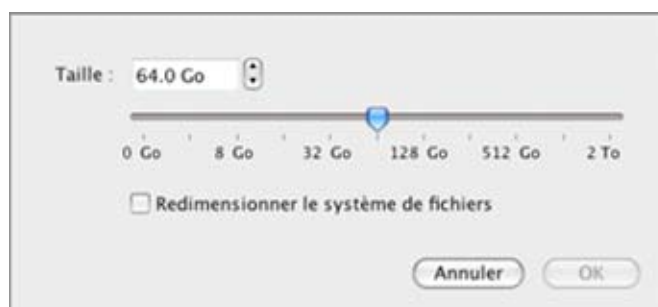 Taille : 64.0 Go
0 Go 8 Go 32 Go 128 Go 512 Go 2 To
Redimensionner le système de fichiers
Annuler OK